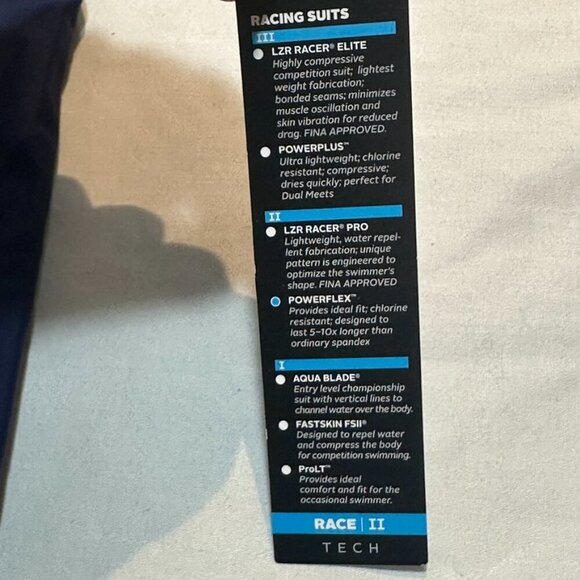 RACING SUITS
III
LZR RACER® ELITE
Highly compressive
competition suit; lightest
weight fabrication;
bonded seams; minimizes
muscle oscillation and
skin vibration for reduced
drag. FINA APPROVED.
POWERPLUS™
Ultra lightweight; chlorine
resistant; compressive;
dries quickly; perfect for
Dual Meets
II
LZR RACER® PRO
Lightweight, water repel-
lent fabrication; unique
pattern is engineered to
optimize the swimmer's
shape. FINA APPROVED
POWERFLEX™
Provides ideal fit; chlorine
resistant; designed to
last 5-10x longer than
ordinary spandex
I
AQUA BLADE®
Entry level championship
suit with vertical lines to
channel water over the body.
FASTSKIN FSII®
Designed to repel water
and compress the body
for competition swimming.
ProLT™
Provides ideal
comfort and fit for the
occasional swimmer.
RACE | II
TECH